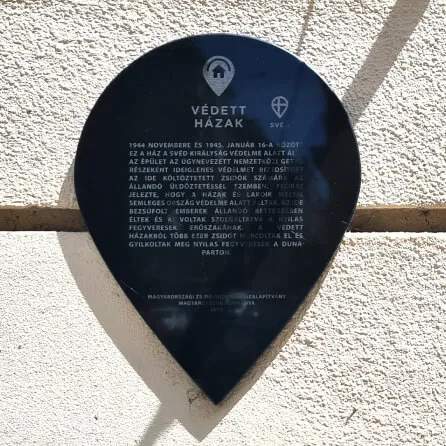 VÉDETT
HÁZAK
SVÉ
1944 NOVEMBERE ÉS 1945. JANUÁR 16-A KÖZÖTT
EZ A HÁZ A SVÉD KIRÁLYSÁG VÉDELME ALATT ÁLLT
AZ ÉPÜLET AZ ÚGYNEVEZETT NEMZETKÖZI GETTÓ
RÉSZEKÉNT IDEIGLENES VÉDELMET BIZTOSÍTOTT
AZ IDE KÖLTÖZTETETT ZSIDÓK SZÁMÁRA AZ
ÁLLANDÓ ÜLDÖZTETÉSSEL SZEMBEN. FELIRAT
JELEZTE, HOGY A HÁZAK ÉS LAKÓIK
SEMLEGES ORSZÁG VÉDELME ALATT ÁLLTAK. AZ IDE
BEZSÚFOLT EMBEREK ÁLLANDÓ RETTEGÉSBEN
ÉLTEK ÉS KI VOLTAK SZOLGÁLTATVA A NYILAS
FEGYVERESEK ERŐSZAKÁNAK. A VÉDETT
HÁZAKBÓL TÖBB EZER ZSIDÓT HURCOLTAK EL ÉS
GYILKOLTAK MEG NYILAS FEGYVERESEK A DUNA-
PARTON.
MAGYARORSZÁGI ZSIDÓ KÖZALAPÍTVÁNY